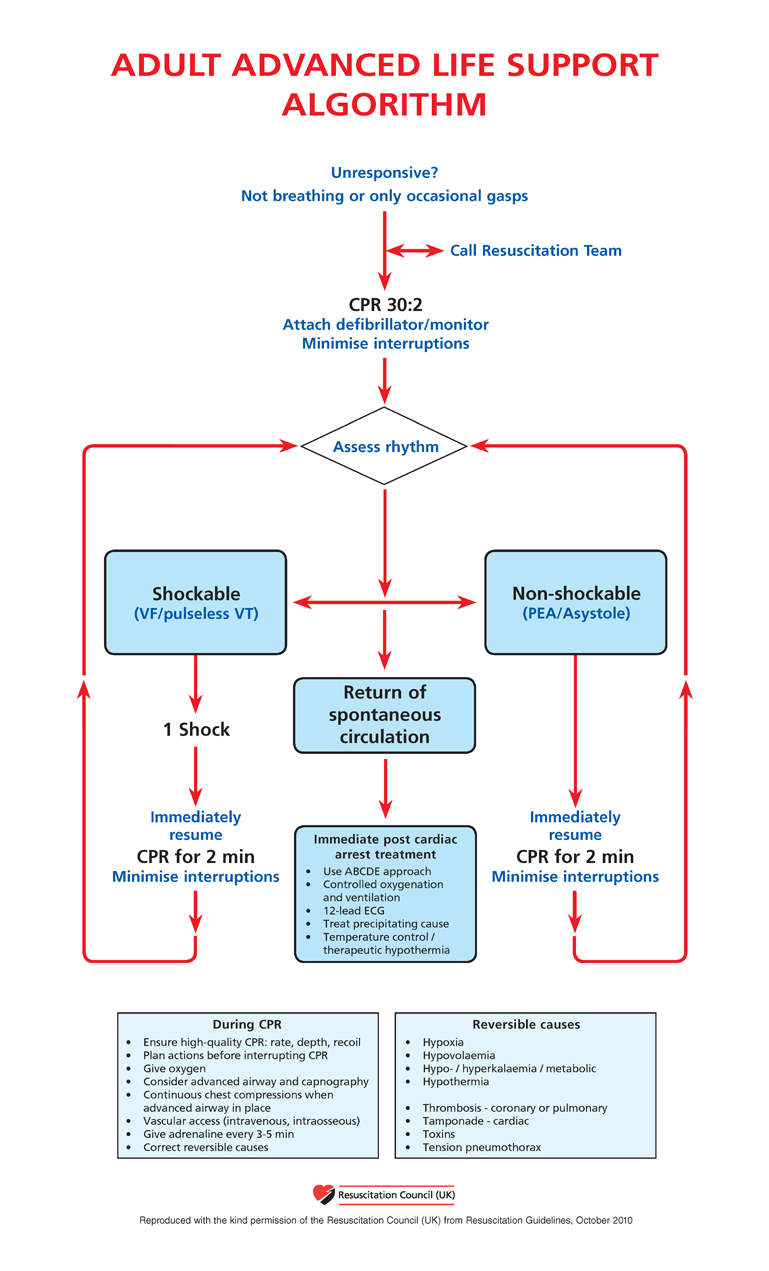 ADULT ADVANCED LIFE SUPPORT
ALGORITHM
Unresponsive?
Not breathing or only occasional gasps
Call Resuscitation Team
CPR 30:2
Attach defibrillator/monitor
Minimise interruptions
Assess rhythm
Shockable
(VF/pulseless VT)
Non-shockable
(PEA/Asystole)
1 Shock
Immediately
resume
CPR for 2 min
Minimise interruptions
Return of
spontaneous
circulation
Immediate post cardiac
arrest treatment
• Use ABCDE approach
• Controlled oxygenation
and ventilation
• 12-lead ECG
• Treat precipitating cause
• Temperature control /
therapeutic hypothermia
Immediately
resume
CPR for 2 min
Minimise interruptions
During CPR
• Ensure high-quality CPR: rate, depth, recoil
• Plan actions before interrupting CPR
• Give oxygen
• Consider advanced airway and capnography
• Continuous chest compressions when
advanced airway in place
• Vascular access (intravenous, intraosseous)
• Give adrenaline every 3-5 min
• Correct reversible causes
Reversible causes
• Hypoxia
• Hypovolaemia
• Hypo- / hyperkalaemia / metabolic
• Hypothermia
• Thrombosis - coronary or pulmonary
• Tamponade - cardiac
• Toxins
• Tension pneumothorax
Resuscitation Council (UK)
Reproduced with the kind permission of the Resuscitation Council (UK) from Resuscitation Guidelines, October 2010